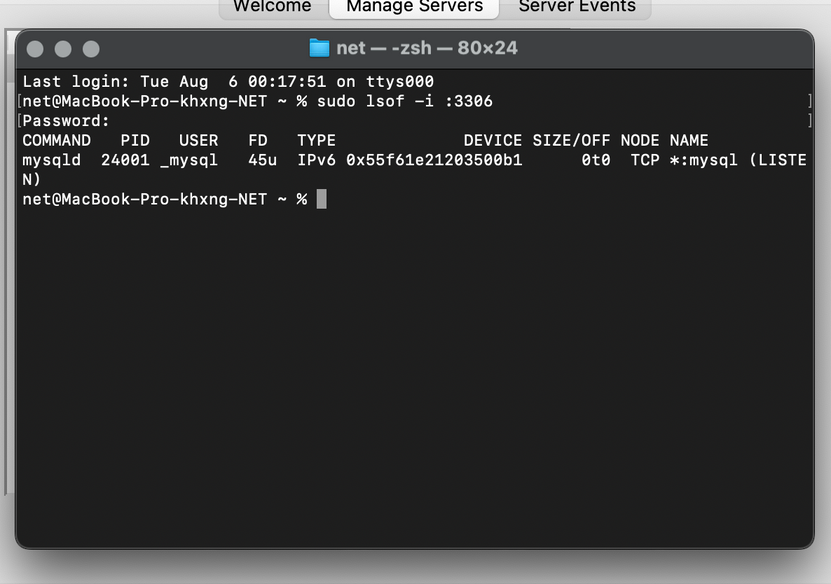 Welcome Manage Servers Server Events
net — -zsh — 80×24
Last login: Tue Aug  6 00:17:51 on ttys000
[net@MacBook-Pro-khxng-NET ~ % sudo lsof -i :3306 ]
[Password: ]
COMMAND   PID   USER   FD   TYPE             DEVICE SIZE/OFF NODE NAME
mysqld  24001 _mysql   45u  IPv6 0x55f61e21203500b1      0t0  TCP *:mysql (LISTE
N)
net@MacBook-Pro-khxng-NET ~ %